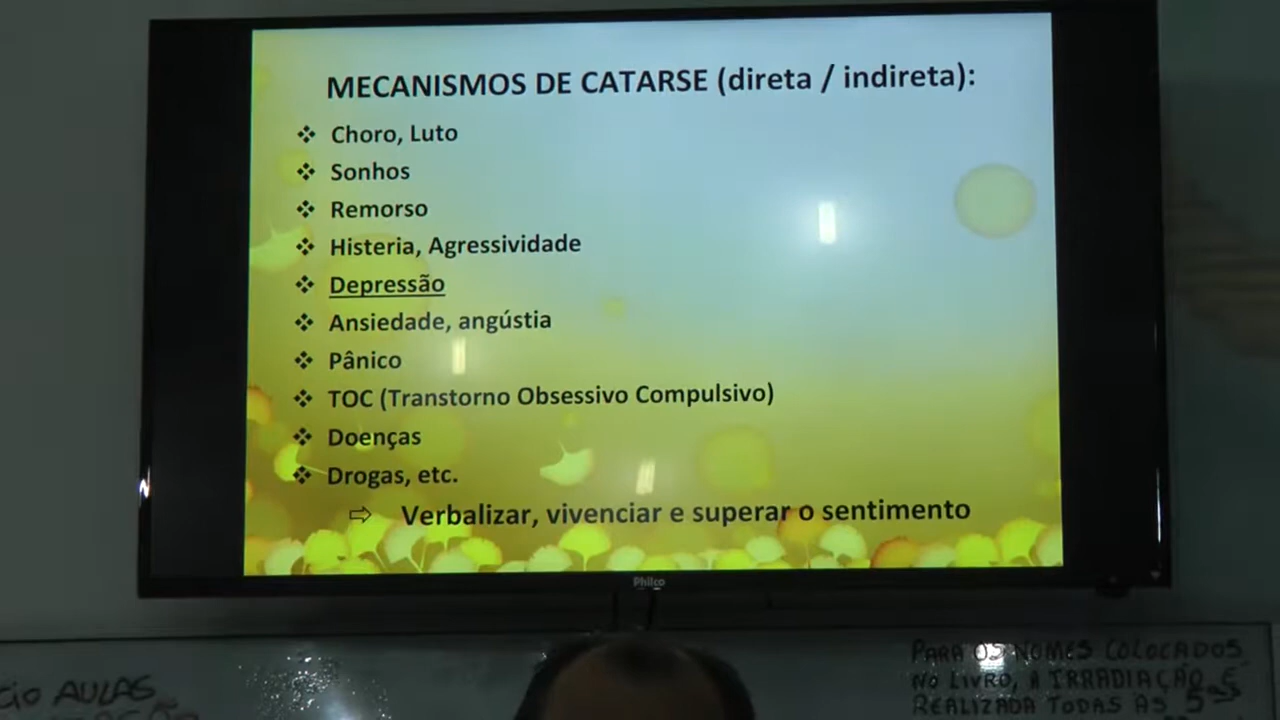 MECANISMOS DE CATARSE (direta / indireta):
Choro, Luto
Sonhos
Remorso
Histeria, Agressividade
Depressão
Ansiedade, angústia
Pânico
TOC (Transtorno Obsessivo Compulsivo)
Doenças
Drogas, etc.
⇨ Verbalizar, vivenciar e superar o sentimento
Philco
AULAS
PARA OS NOMES COLOCADOS
NO LIVRO, A IRRADIAÇÃO É
REALIZADA TODAS AS 5ªs